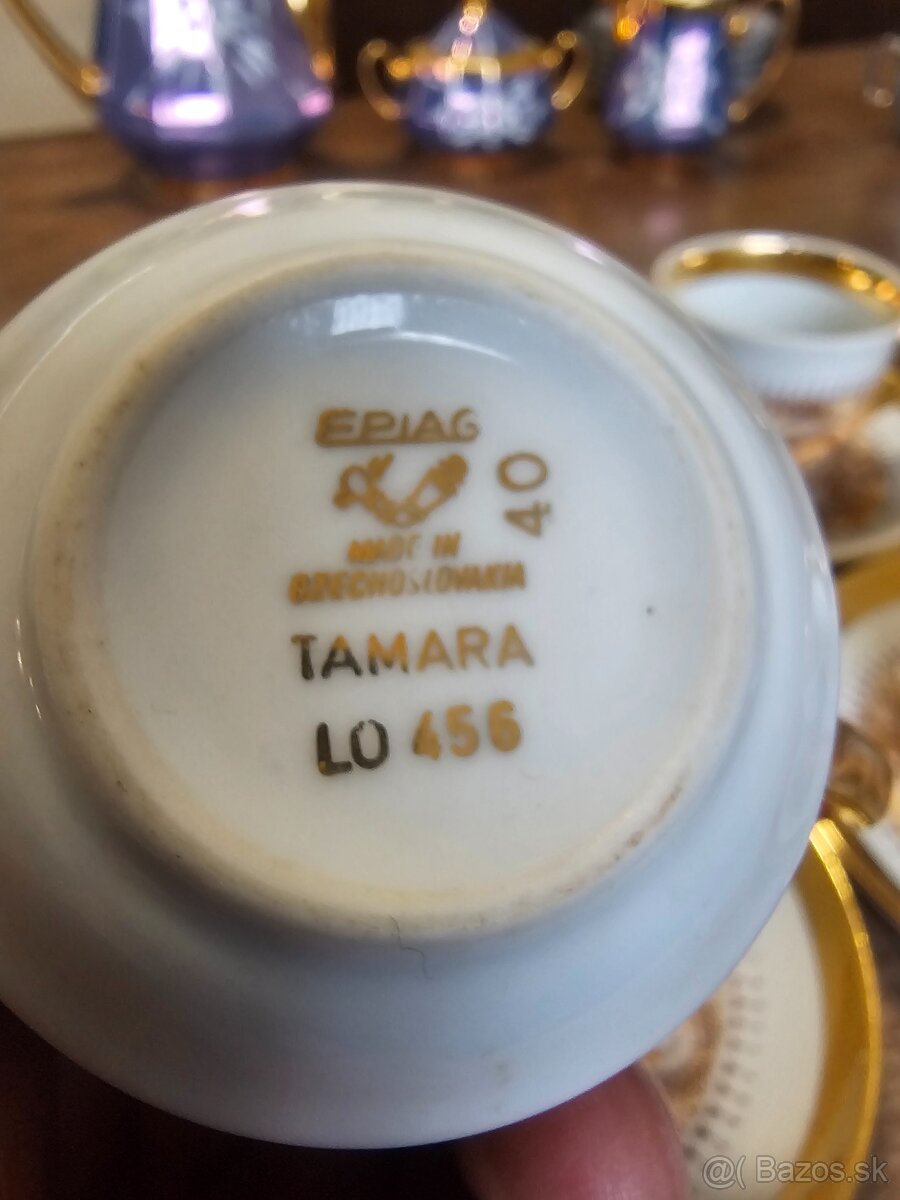 EPIAG
40
MADE IN
CZECHOSLOVAKIA
TAMARA
LO 456
@( Bazos.sk